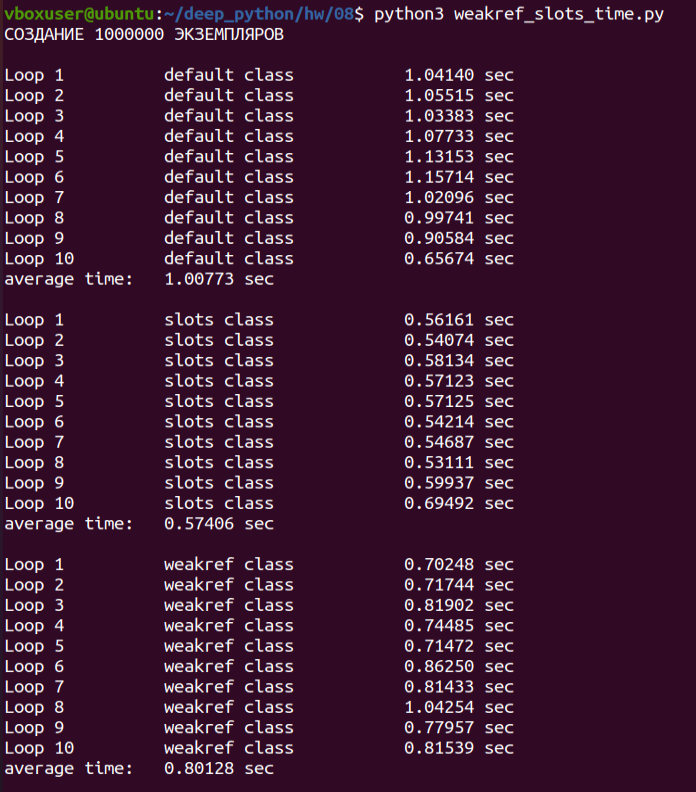 vboxuser@ubuntu:~/deep_python/hw/08$ python3 weakref_slots_time.py
СОЗДАНИЕ 1000000 ЭКЗЕМПЛЯРОВ
Loop 1 default class 1.04140 sec
Loop 2 default class 1.05515 sec
Loop 3 default class 1.03383 sec
Loop 4 default class 1.07733 sec
Loop 5 default class 1.13153 sec
Loop 6 default class 1.15714 sec
Loop 7 default class 1.02096 sec
Loop 8 default class 0.99741 sec
Loop 9 default class 0.90584 sec
Loop 10 default class 0.65674 sec
average time: 1.00773 sec
Loop 1 slots class 0.56161 sec
Loop 2 slots class 0.54074 sec
Loop 3 slots class 0.58134 sec
Loop 4 slots class 0.57123 sec
Loop 5 slots class 0.57125 sec
Loop 6 slots class 0.54214 sec
Loop 7 slots class 0.54687 sec
Loop 8 slots class 0.53111 sec
Loop 9 slots class 0.59937 sec
Loop 10 slots class 0.69492 sec
average time: 0.57406 sec
Loop 1 weakref class 0.70248 sec
Loop 2 weakref class 0.71744 sec
Loop 3 weakref class 0.81902 sec
Loop 4 weakref class 0.74485 sec
Loop 5 weakref class 0.71472 sec
Loop 6 weakref class 0.86250 sec
Loop 7 weakref class 0.81433 sec
Loop 8 weakref class 1.04254 sec
Loop 9 weakref class 0.77957 sec
Loop 10 weakref class 0.81539 sec
average time: 0.80128 sec